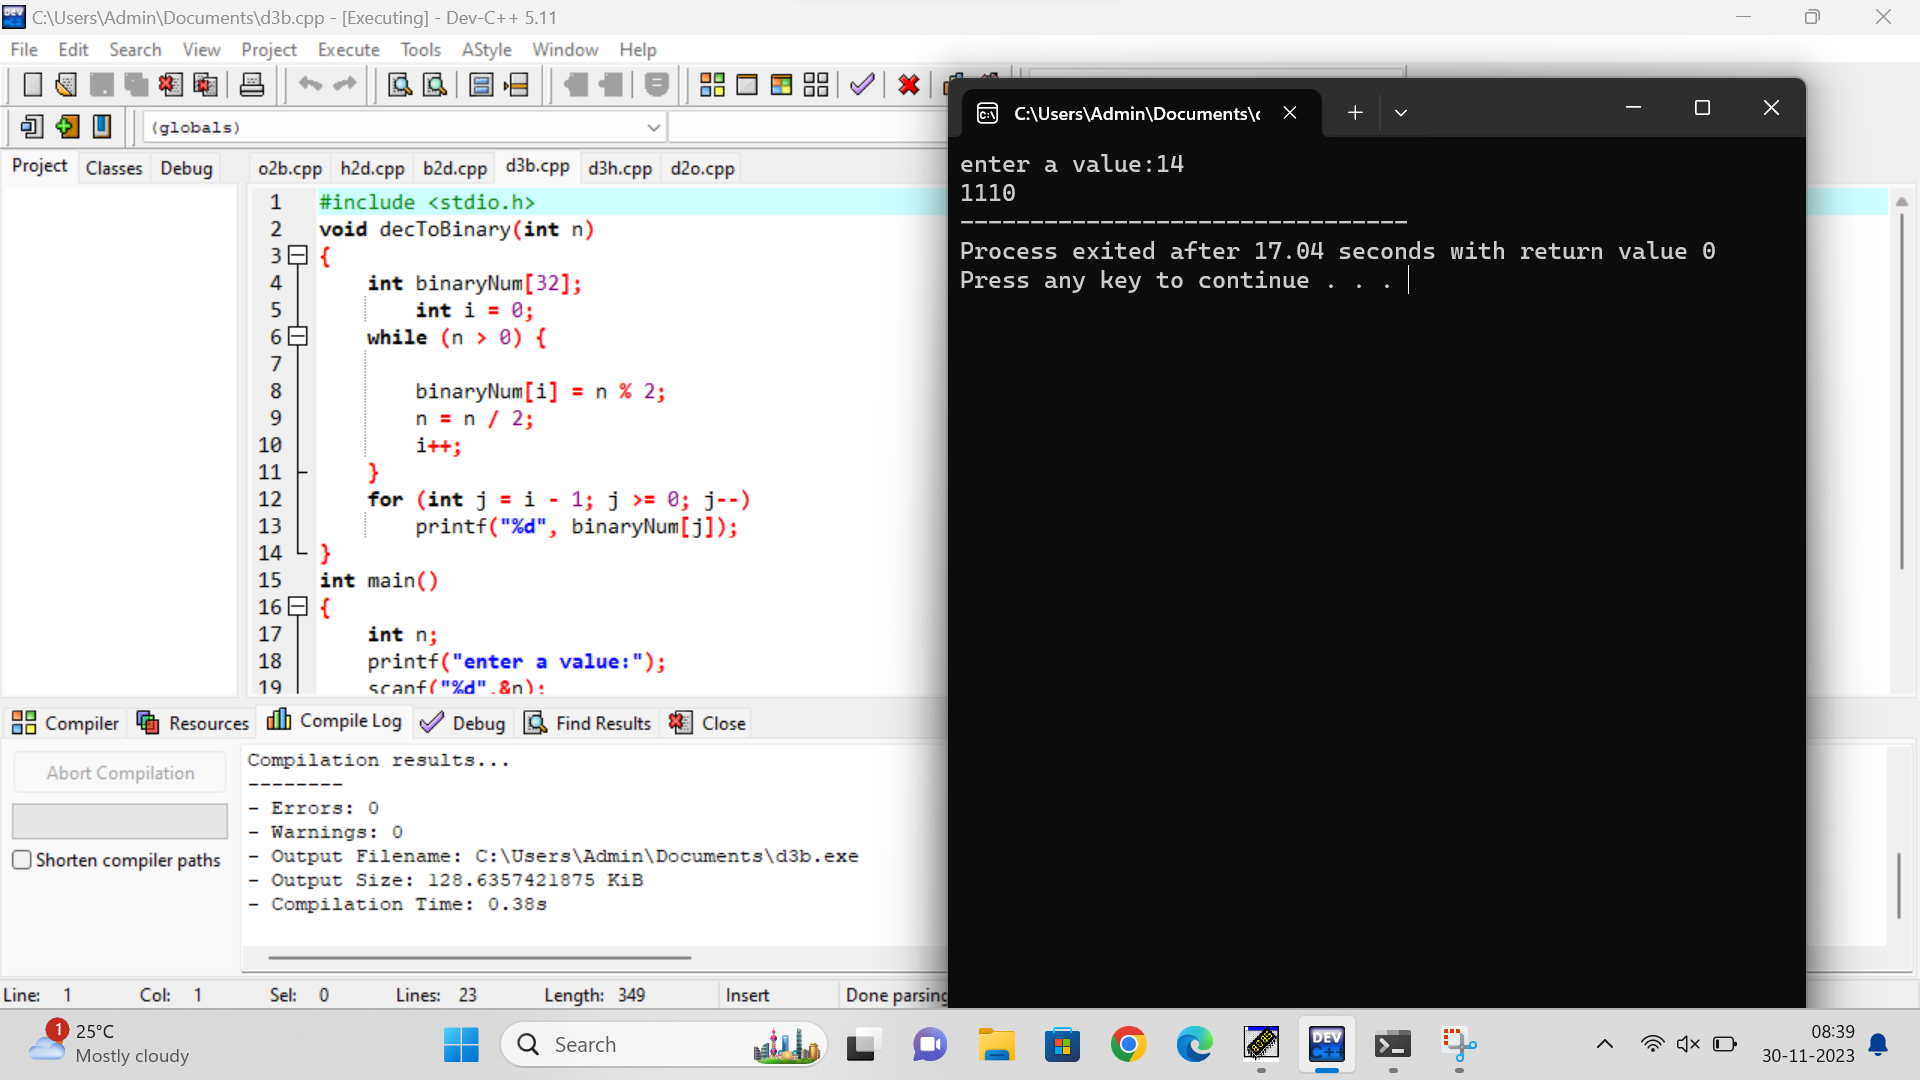 C:\Users\Admin\Documents\d3b.cpp - [Executing] - Dev-C++ 5.11
File Edit Search View Project Execute Tools AStyle Window Help
(globals)
Project Classes Debug
o2b.cpp h2d.cpp b2d.cpp d3b.cpp d3h.cpp d2o.cpp
1 #include <stdio.h>
2 void decToBinary(int n)
3 {
4 int binaryNum[32];
5 int i = 0;
6 while (n > 0) {
7
8 binaryNum[i] = n % 2;
9 n = n / 2;
10 i++;
11 }
12 for (int j = i - 1; j >= 0; j--)
13 printf("%d", binaryNum[j]);
14 }
15 int main()
16 {
17 int n;
18 printf("enter a value:");
19 scanf("%d",&n);
C:\Users\Admin\Documents\
enter a value:14
1110
--------------------------------
Process exited after 17.04 seconds with return value 0
Press any key to continue . . .
Compiler Resources Compile Log Debug Find Results Close
Abort Compilation
Shorten compiler paths
Compilation results...
--------
- Errors: 0
- Warnings: 0
- Output Filename: C:\Users\Admin\Documents\d3b.exe
- Output Size: 128.6357421875 KiB
- Compilation Time: 0.38s
Line: 1 Col: 1 Sel: 0 Lines: 23 Length: 349 Insert Done parsing
1
25°C
Mostly cloudy
Search
DEV C++
08:39
30-11-2023